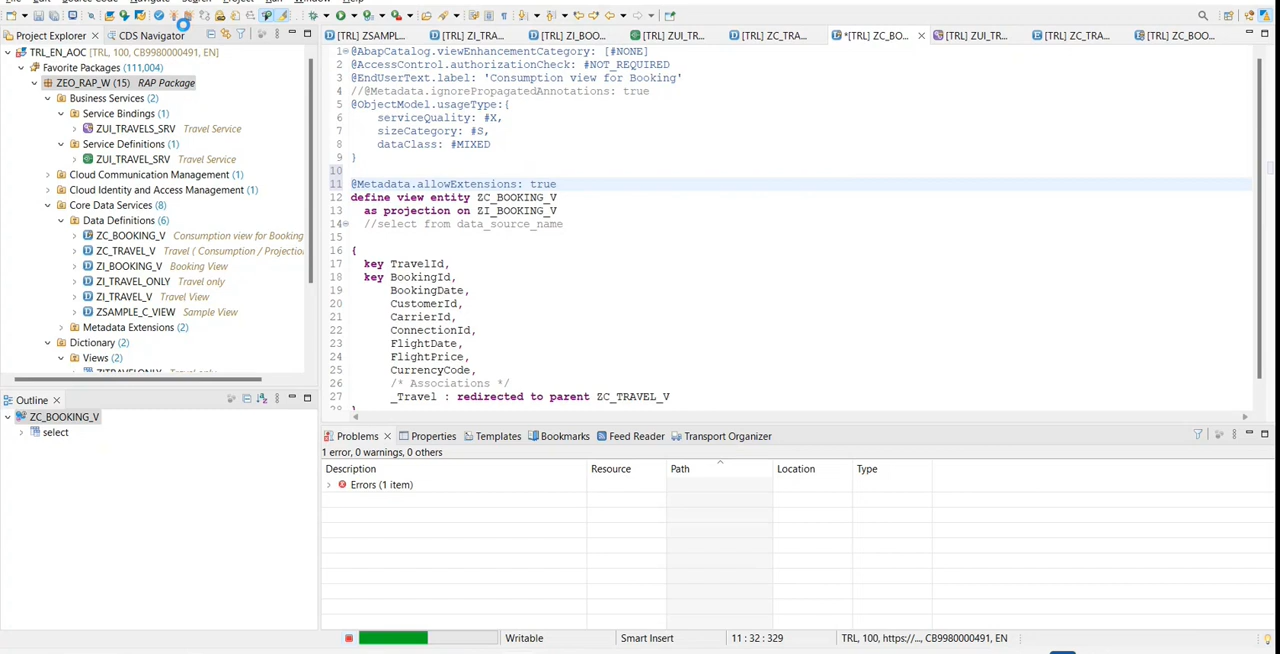 Project Explorer
CDS Navigator
TRL_EN_AOC (TRL, 100, CB9980000491, EN]
Favorite Packages (111,004)
ZEO_RAP_W (15) RAP Package
Business Services (2)
Service Bindings (1)
ZUI_TRAVELS_SRV Travel Service
Service Definitions (1)
ZUI_TRAVEL_SRV Travel Service
Cloud Communication Management (1)
Cloud Identity and Access Management (1)
Core Data Services (8)
Data Definitions (6)
ZC_BOOKING_V Consumption view for Booking
ZC_TRAVEL_V Travel ( Consumption / Projection
ZI_BOOKING_V Booking View
ZI_TRAVEL_ONLY Travel only
ZI_TRAVEL_V Travel View
ZSAMPLE_C_VIEW Sample View
Metadata Extensions (2)
Dictionary (2)
Views (2)
Outline
ZC_BOOKING_V
select
[TRL] ZSAMPL... [TRL] ZI_TRA... [TRL] ZI_BOO... [TRL] ZUI_TR... [TRL] ZC_TRA... *[TRL] ZC_BO... [TRL] ZUI_TR... [TRL] ZC_TRA... [TRL] ZC_BOO...
1 @AbapCatalog.viewEnhancementCategory: [#NONE]
2 @AccessControl.authorizationCheck: #NOT_REQUIRED
3 @EndUserText.label: 'Consumption view for Booking'
4 //@Metadata.ignorePropagatedAnnotations: true
5 @ObjectModel.usageType:{
6 serviceQuality: #X,
7 sizeCategory: #S,
8 dataClass: #MIXED
9 }
10
11 @Metadata.allowExtensions: true
12 define view entity ZC_BOOKING_V
13 as projection on ZI_BOOKING_V
14 //select from data_source_name
15
16 {
17 key TravelId,
18 key BookingId,
19 BookingDate,
20 CustomerId,
21 CarrierId,
22 ConnectionId,
23 FlightDate,
24 FlightPrice,
25 CurrencyCode,
26 /* Associations */
27 _Travel : redirected to parent ZC_TRAVEL_V
28 }
Problems Properties Templates Bookmarks Feed Reader Transport Organizer
1 error, 0 warnings, 0 others
Description Resource Path Location Type
Errors (1 item)
Writable Smart Insert 11 : 32 : 329 TRL, 100, https://..., CB9980000491, EN